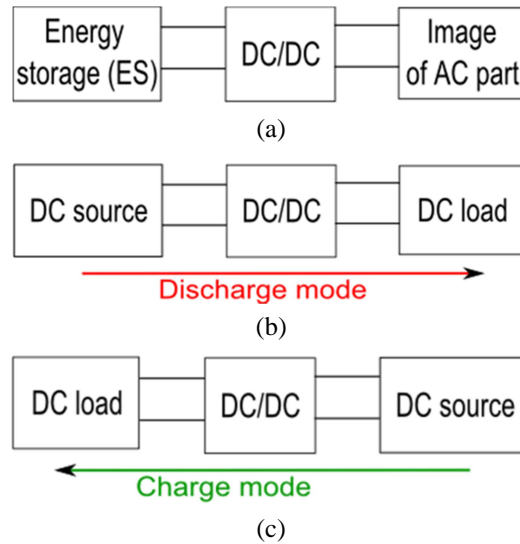 Energy
storage (ES)
DC/DC
Image
of AC part
(a)
DC source
DC/DC
DC load
Discharge mode
(b)
DC load
DC/DC
DC source
Charge mode
(c)